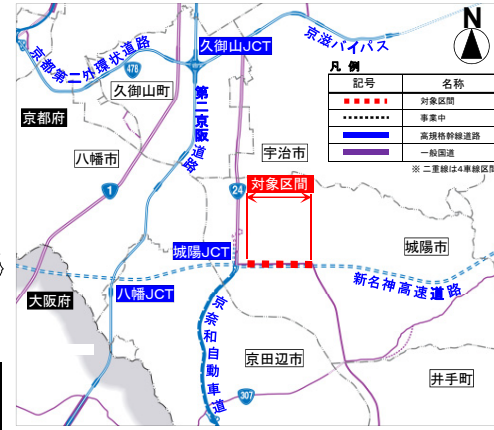 N
京都第二外環状道路
久御山JCT
京滋バイパス
478
久御山町
凡例
記号 名称
対象区間
事業中
高規格幹線道路
一般国道
※ 二重線は4車線区間
京都府
第二京阪道路
八幡市
宇治市
1
24
対象区間
城陽JCT
城陽市
新名神高速道路
大阪府
八幡JCT
京奈和自動車道
京田辺市
井手町
307